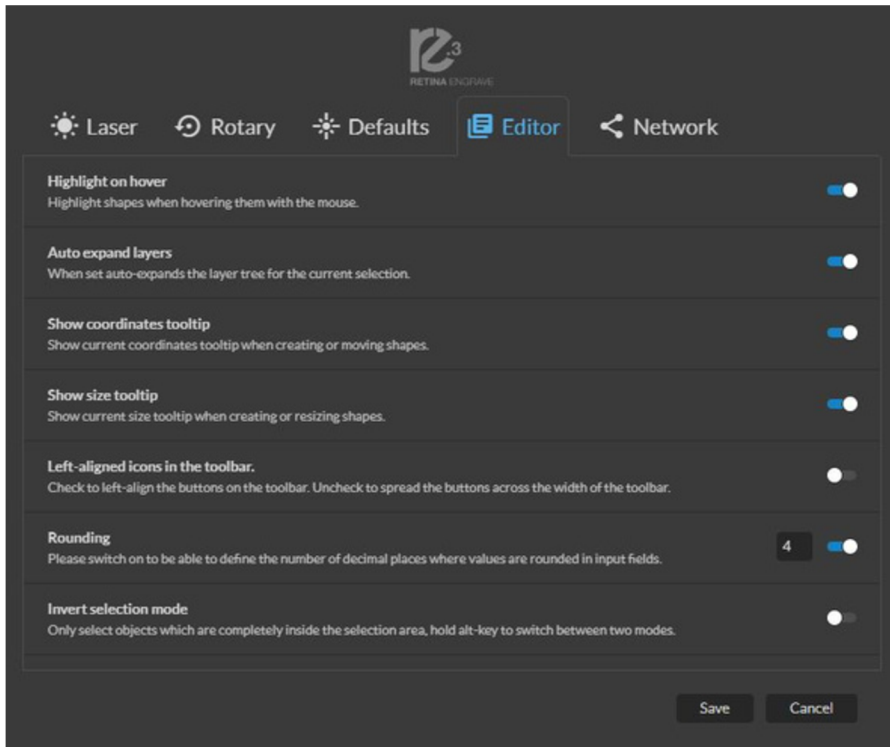 re.3
RETINA ENGRAVE
Laser Rotary Defaults Editor Network
Highlight on hover
Highlight shapes when hovering them with the mouse.
Auto expand layers
When set auto-expands the layer tree for the current selection.
Show coordinates tooltip
Show current coordinates tooltip when creating or moving shapes.
Show size tooltip
Show current size tooltip when creating or resizing shapes.
Left-aligned icons in the toolbar.
Check to left-align the buttons on the toolbar. Uncheck to spread the buttons across the width of the toolbar.
Rounding
Please switch on to be able to define the number of decimal places where values are rounded in input fields.
4
Invert selection mode
Only select objects which are completely inside the selection area, hold alt-key to switch between two modes.
Save Cancel